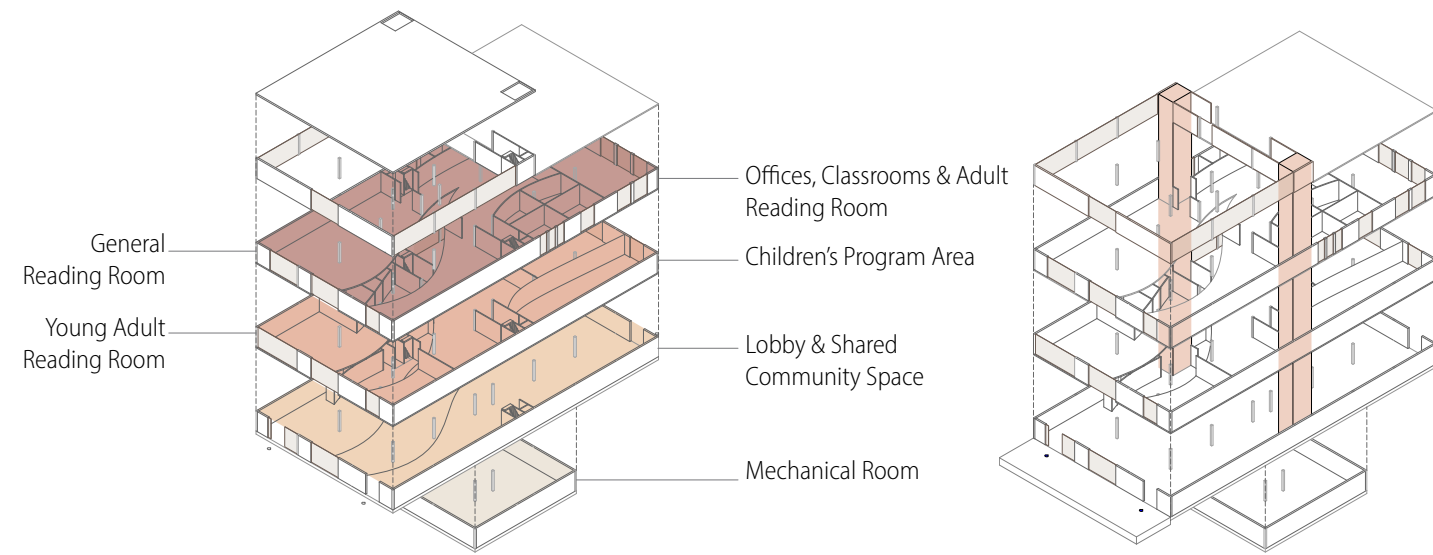 General
Reading Room
Young Adult
Reading Room
Offices, Classrooms & Adult
Reading Room
Children’s Program Area
Lobby & Shared
Community Space
Mechanical Room